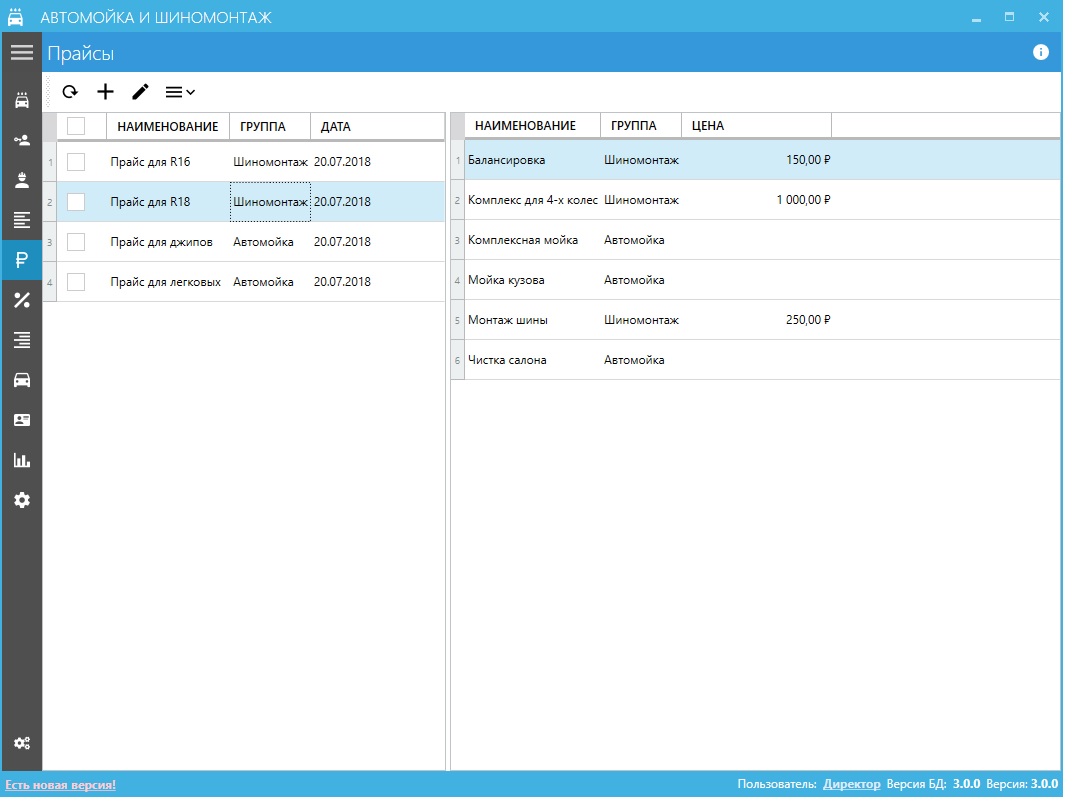 АВТОМОЙКА И ШИНОМОНТАЖ
Прайсы
НАИМЕНОВАНИЕ ГРУППА ДАТА
1 Прайс для R16 Шиномонтаж 20.07.2018
2 Прайс для R18 Шиномонтаж 20.07.2018
3 Прайс для джипов Автомойка 20.07.2018
4 Прайс для легковых Автомойка 20.07.2018
НАИМЕНОВАНИЕ ГРУППА ЦЕНА
1 Балансировка Шиномонтаж 150,00 ₽
2 Комплекс для 4-х колес Шиномонтаж 1 000,00 ₽
3 Комплексная мойка Автомойка
4 Мойка кузова Автомойка
5 Монтаж шины Шиномонтаж 250,00 ₽
6 Чистка салона Автомойка
Есть новая версия! Пользователь: Директор Версия БД: 3.0.0 Версия: 3.0.0